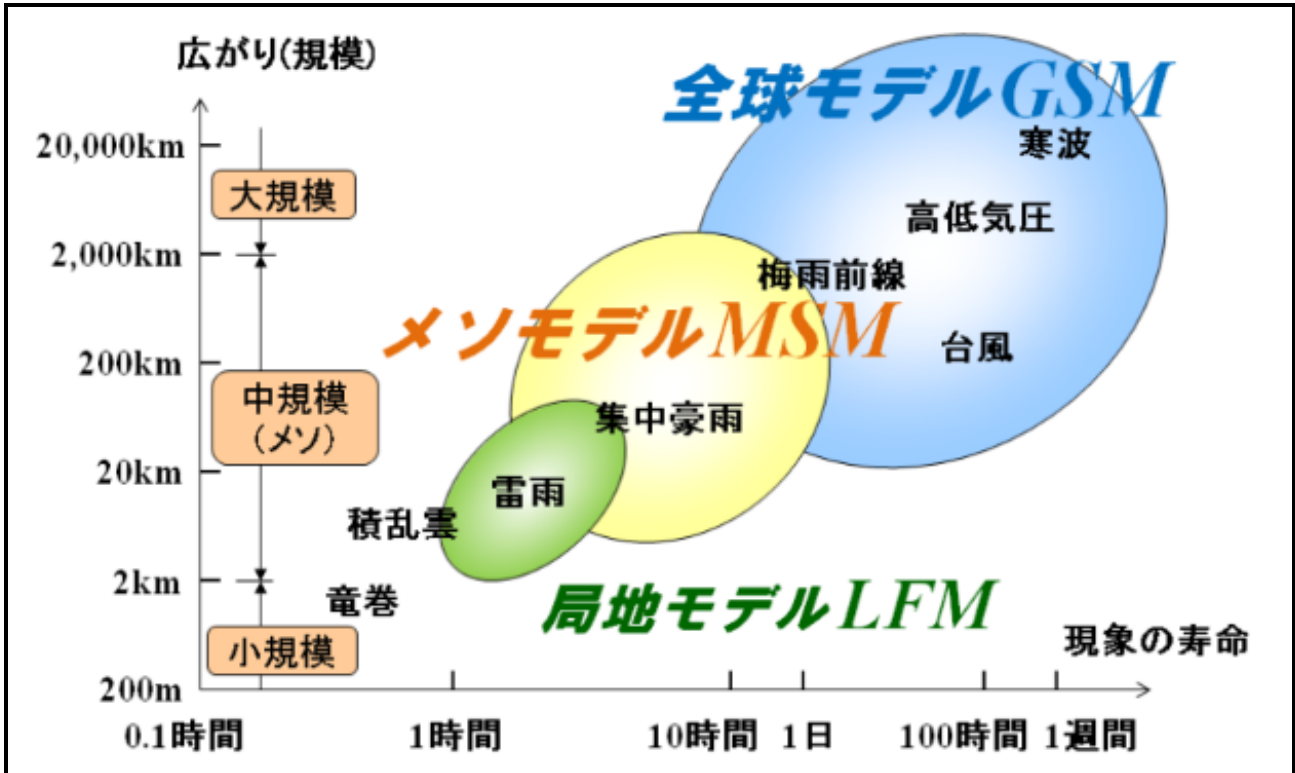 広がり(規模)
全球モデルGSM
20,000km
寒波
大規模
高低気圧
2,000km
梅雨前線
メソモデルMSM
台風
200km
中規模
(メソ)
集中豪雨
20km
雷雨
積乱雲
2km
竜巻
局地モデルLFM
小規模
現象の寿命
200m
0.1時間
1時間
10時間
1日
100時間
1週間